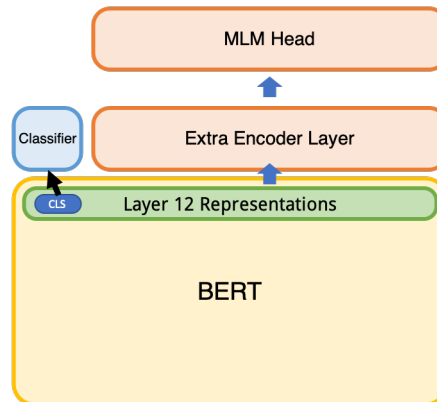 MLM Head
Classifier
Extra Encoder Layer
CLS
Layer 12 Representations
BERT